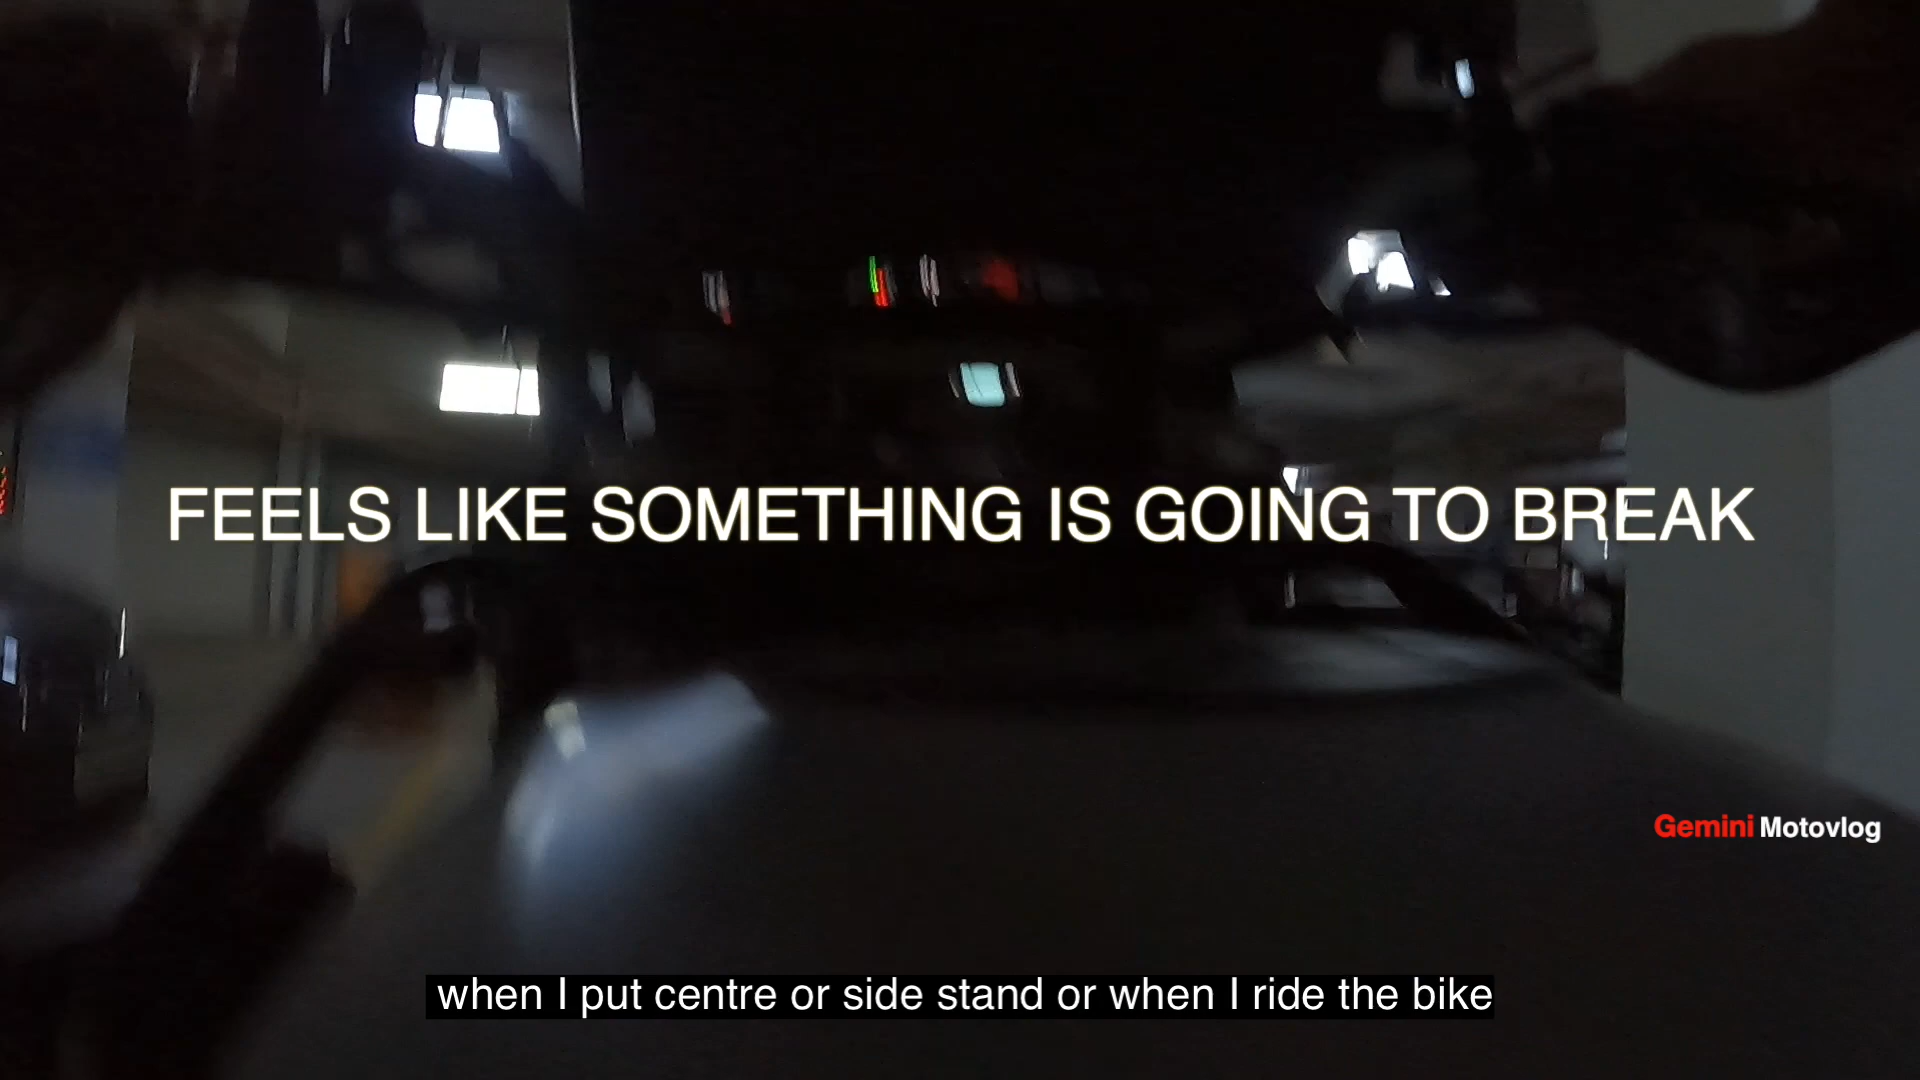 FEELS LIKE SOMETHING IS GOING TO BREAK
Gemini Motovlog
when I put centre or side stand or when I ride the bike